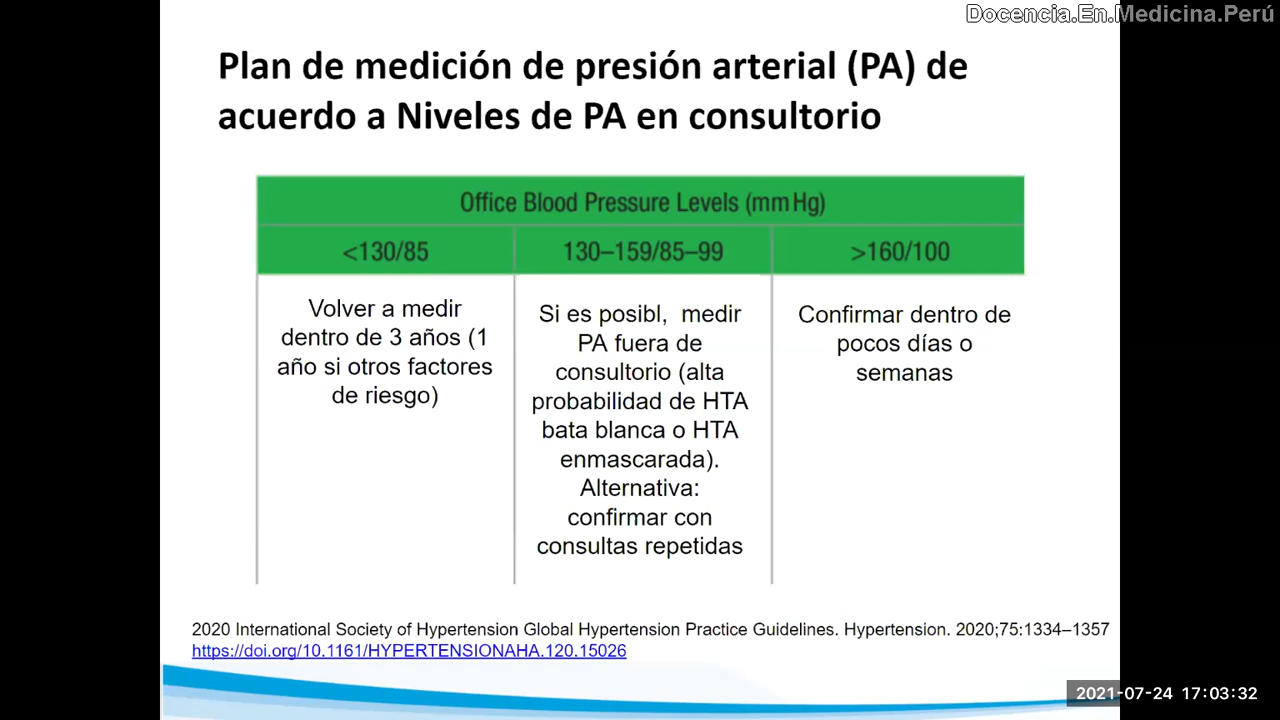 Docencia.En.Medicina.Perú
Plan de medición de presión arterial (PA) de
acuerdo a Niveles de PA en consultorio
Office Blood Pressure Levels (mm Hg)
<130/85
130–159/85–99
>160/100
Volver a medir
dentro de 3 años (1
año si otros factores
de riesgo)
Si es posibl, medir
PA fuera de
consultorio (alta
probabilidad de HTA
bata blanca o HTA
enmascarada).
Alternativa:
confirmar con
consultas repetidas
Confirmar dentro de
pocos días o
semanas
2020 International Society of Hypertension Global Hypertension Practice Guidelines. Hypertension. 2020;75:1334–1357
https://doi.org/10.1161/HYPERTENSIONAHA.120.15026
2021-07-24 17:03:32